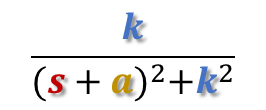 k
(s + a)²+k²